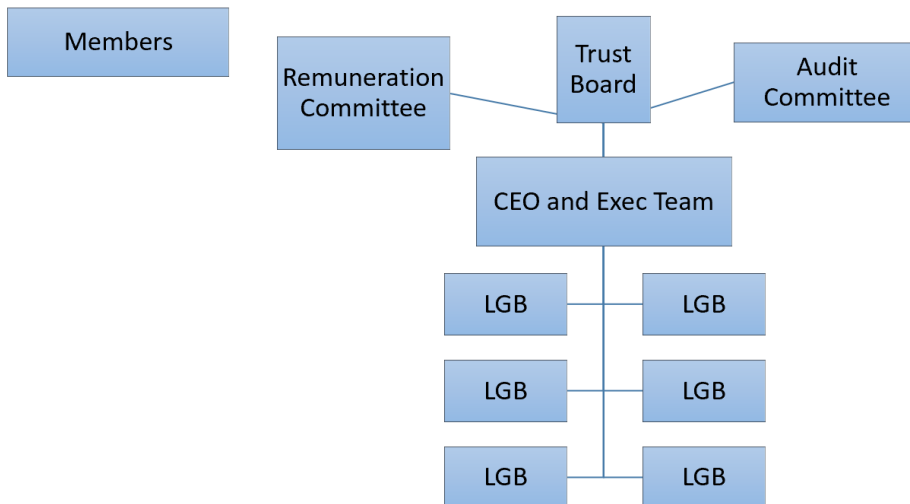 Members
Remuneration
Committee
Trust
Board
Audit
Committee
CEO and Exec Team
LGB
LGB
LGB
LGB
LGB
LGB